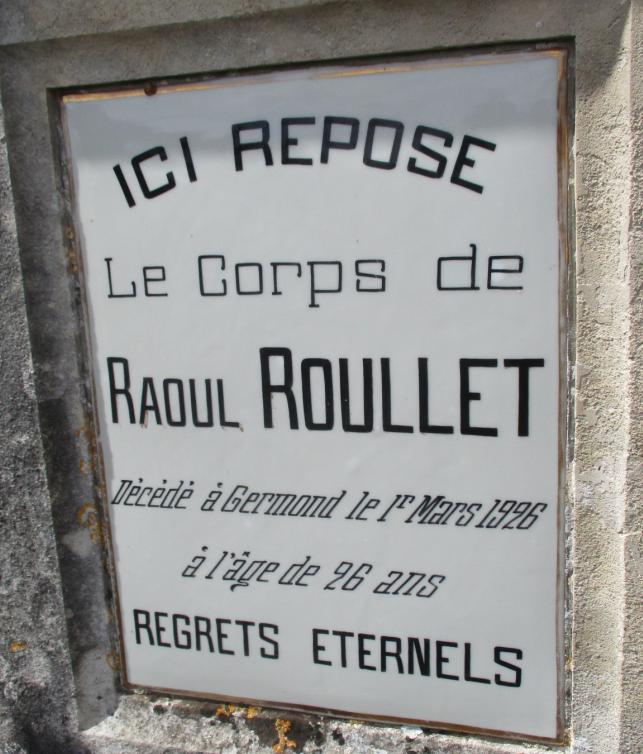 ICI REPOSE
Le Corps de
RAOUL ROULLET
Décédé à Germond le 1er Mars 1926
à l'âge de 26 ans
REGRETS ETERNELS